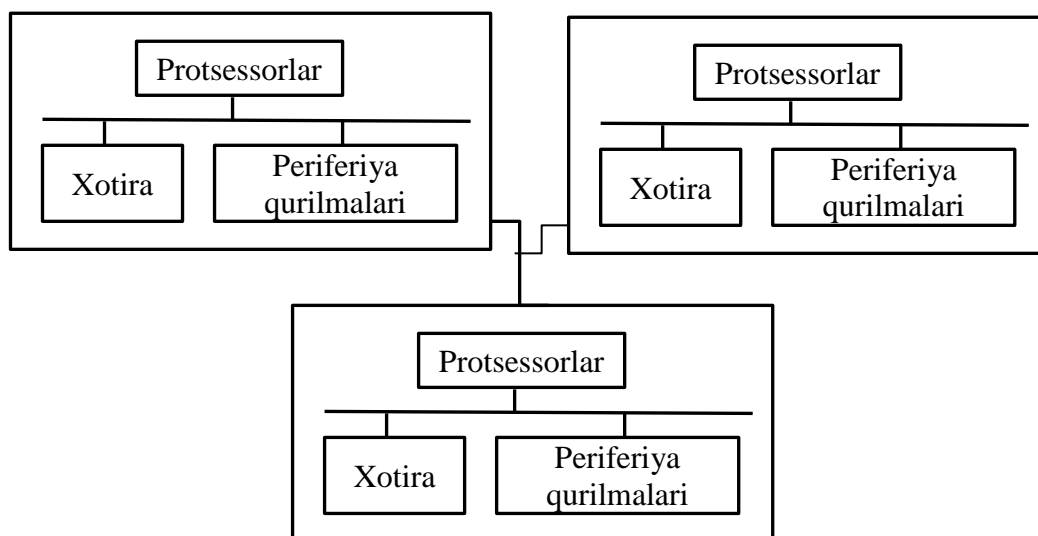 Protsessorlar
Xotira
Periferiya
qurilmalari
Protsessorlar
Xotira
Periferiya
qurilmalari
Protsessorlar
Xotira
Periferiya
qurilmalari